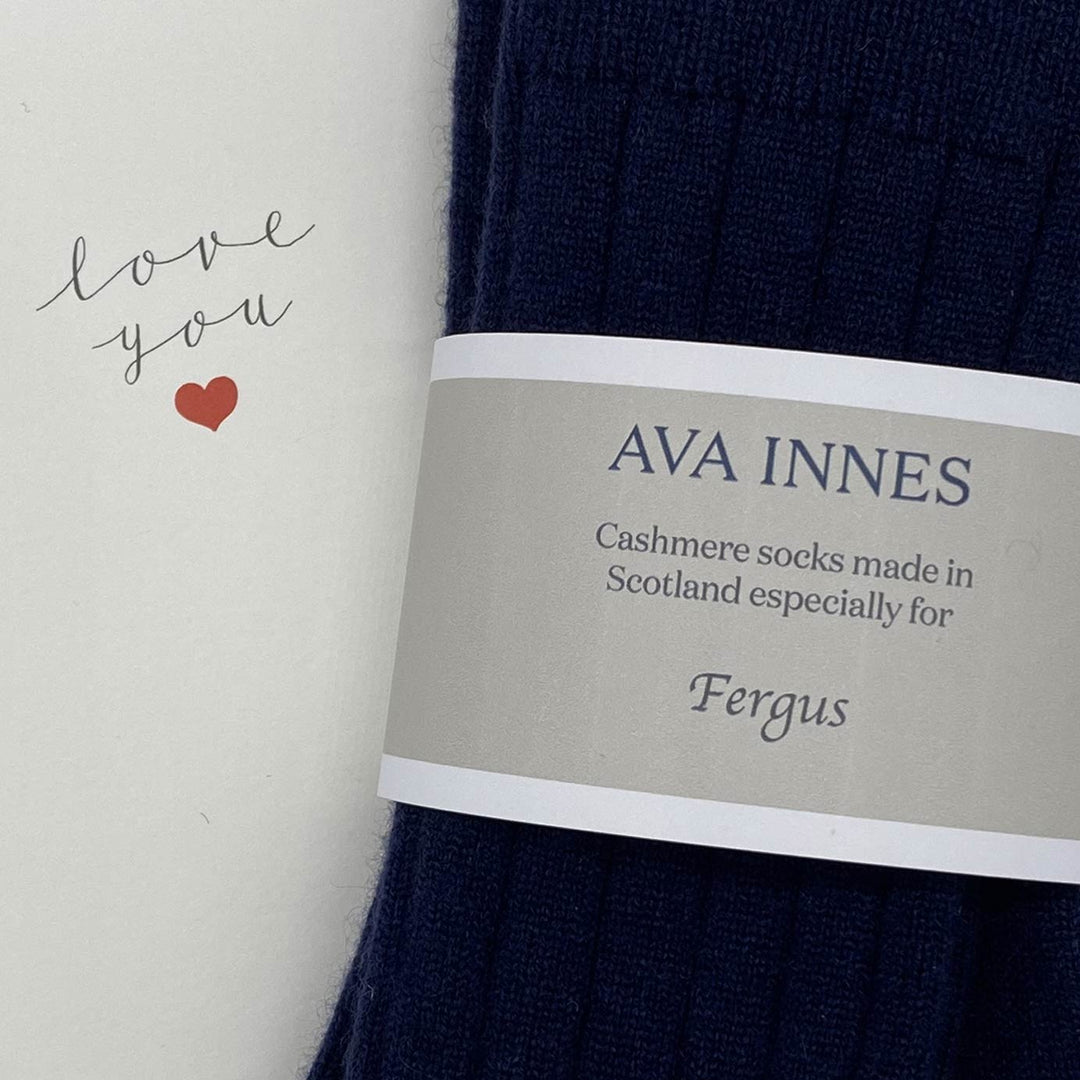 love
you
AVA INNES
Cashmere socks made in
Scotland especially for
Fergus